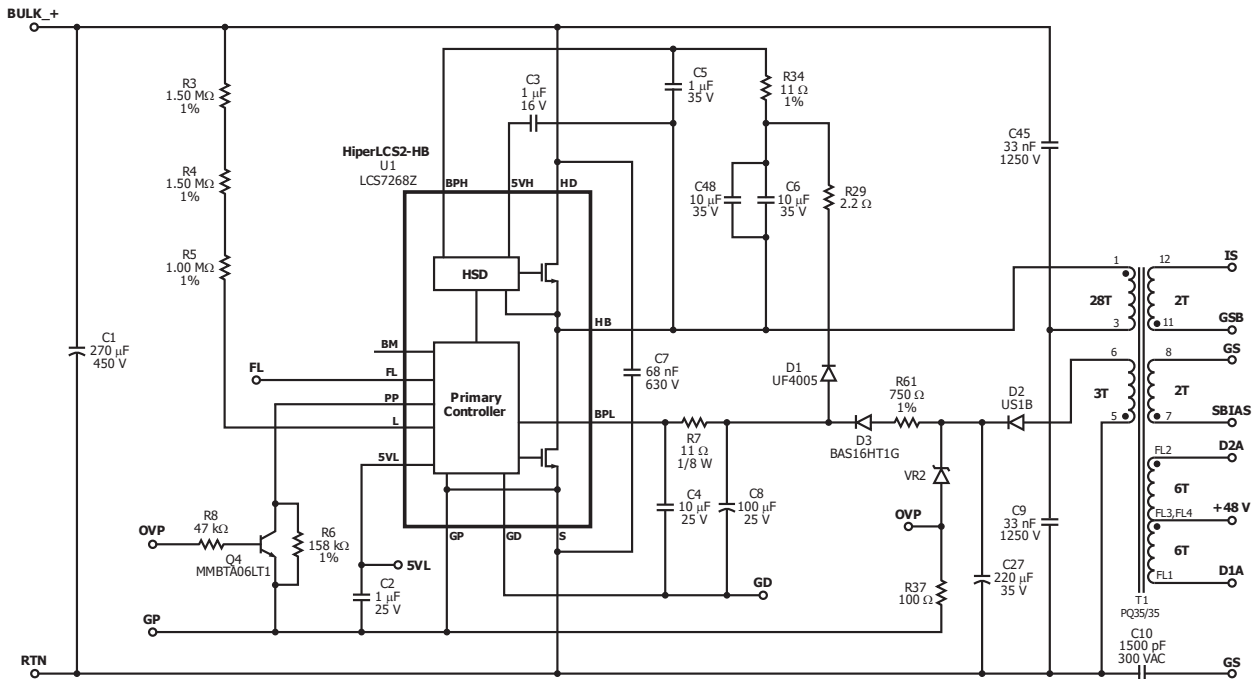 BULK_+
R3
1.50 MΩ
1%
R4
1.50 MΩ
1%
R5
1.00 MΩ
1%
C1
270 µF
450 V
FL
R8
47 kΩ
OVP
Q4
MMBTA06LT1
R6
158 kΩ
1%
GP
RTN
HiperLCS2-HB
U1
LCS7268Z
BPH
5VH
HD
HSD
HB
BM
FL
PP
L
5VL
Primary
Controller
BPL
GP
GD
S
5VL
C2
1 µF
25 V
C3
1 µF
16 V
C5
1 µF
35 V
R34
11 Ω
1%
C48
10 µF
35 V
C6
10 µF
35 V
R29
2.2 Ω
C7
68 nF
630 V
D1
UF4005
R7
11 Ω
1/8 W
C4
10 µF
25 V
C8
100 µF
25 V
GD
D3
BAS16HT1G
R61
750 Ω
1%
D2
US1B
VR2
OVP
R37
100 Ω
C27
220 µF
35 V
C45
33 nF
1250 V
C9
33 nF
1250 V
1
28T
3
6
3T
5
12
2T
11
8
2T
7
FL2
6T
FL3,FL4
6T
FL1
T1
PQ35/35
IS
GSB
GS
SBIAS
D2A
+48 V
D1A
C10
1500 pF
300 VAC
GS